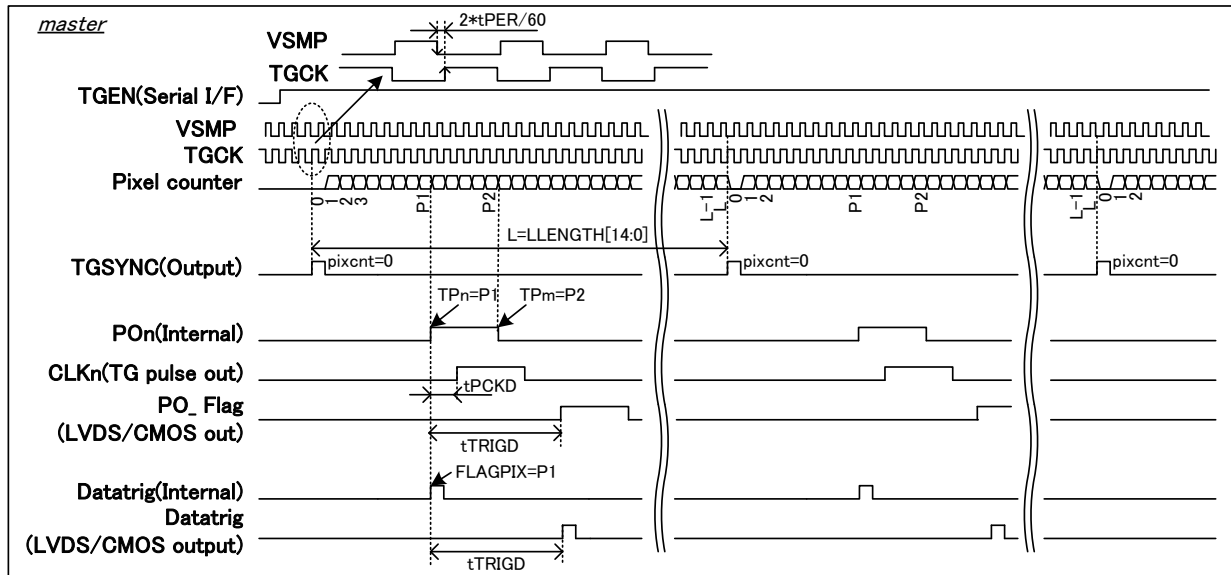 master
2*tPER/60
VSMP
TGCK
TGEN(Serial I/F)
VSMP
TGCK
Pixel counter
0 1 2 3 P1 P2 L-1 L 0 1 2 P1 P2 L-1 L 0 1 2
L=LLENGTH[14:0]
TGSYNC(Output)
pixcnt=0 pixcnt=0 pixcnt=0
TPn=P1 TPm=P2
POn(Internal)
CLKn(TG pulse out)
tPCKD
PO_ Flag
(LVDS/CMOS out)
tTRIGD
FLAGPIX=P1
Datatrig(Internal)
Datatrig
(LVDS/CMOS output)
tTRIGD